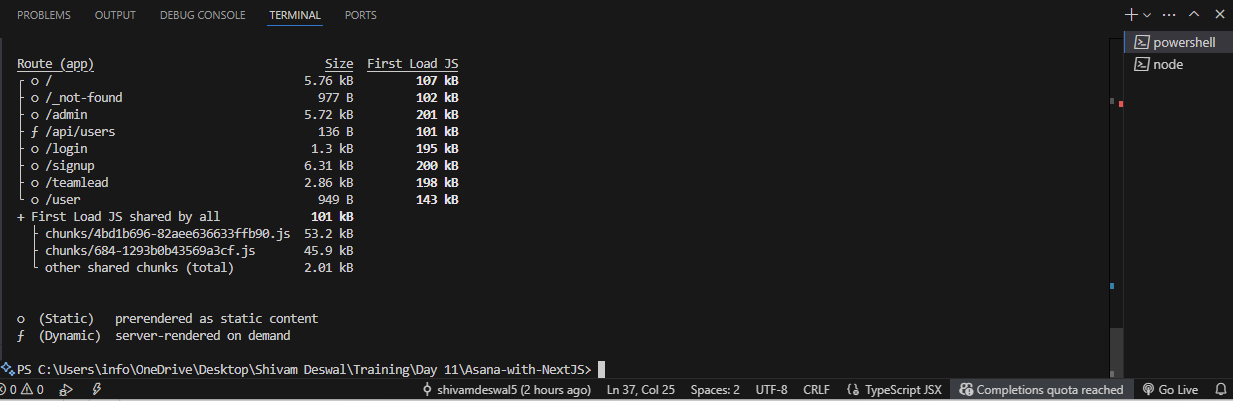 PROBLEMS OUTPUT DEBUG CONSOLE TERMINAL PORTS
powershell
node
Route (app) Size First Load JS
┌ ○ / 5.76 kB 107 kB
├ ○ /_not-found 977 B 102 kB
├ ○ /admin 5.72 kB 201 kB
├ ƒ /api/users 136 B 101 kB
├ ○ /login 1.3 kB 195 kB
├ ○ /signup 6.31 kB 200 kB
├ ○ /teamlead 2.86 kB 198 kB
└ ○ /user 949 B 143 kB
+ First Load JS shared by all 101 kB
├ chunks/4bd1b696-82aee636633ffb90.js 53.2 kB
├ chunks/684-1293b0b43569a3cf.js 45.9 kB
└ other shared chunks (total) 2.01 kB
○ (Static) prerendered as static content
ƒ (Dynamic) server-rendered on demand
PS C:\Users\info\OneDrive\Desktop\Shivam Deswal\Training\Day 11\Asana-with-NextJS>
0 0 shivamdeswal5 (2 hours ago) Ln 37, Col 25 Spaces: 2 UTF-8 CRLF TypeScript JSX Completions quota reached Go Live